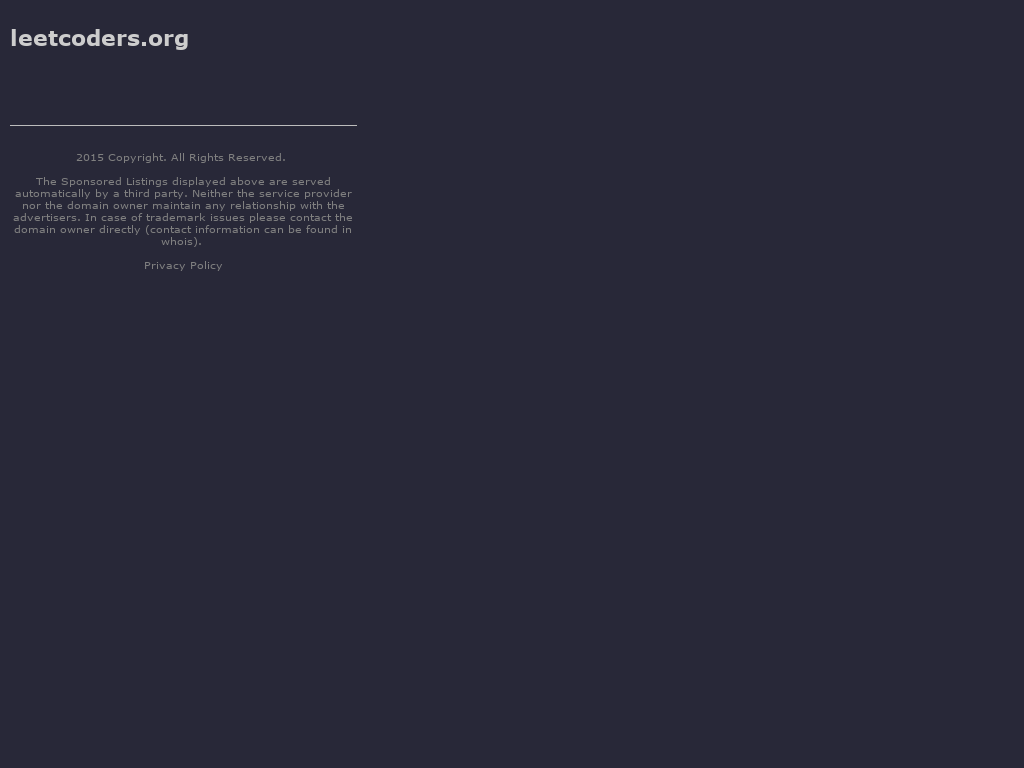 leetcoders.org
2015 Copyright. All Rights Reserved.
The Sponsored Listings displayed above are served
automatically by a third party. Neither the service provider
nor the domain owner maintain any relationship with the
advertisers. In case of trademark issues please contact the
domain owner directly (contact information can be found in
whois).
Privacy Policy